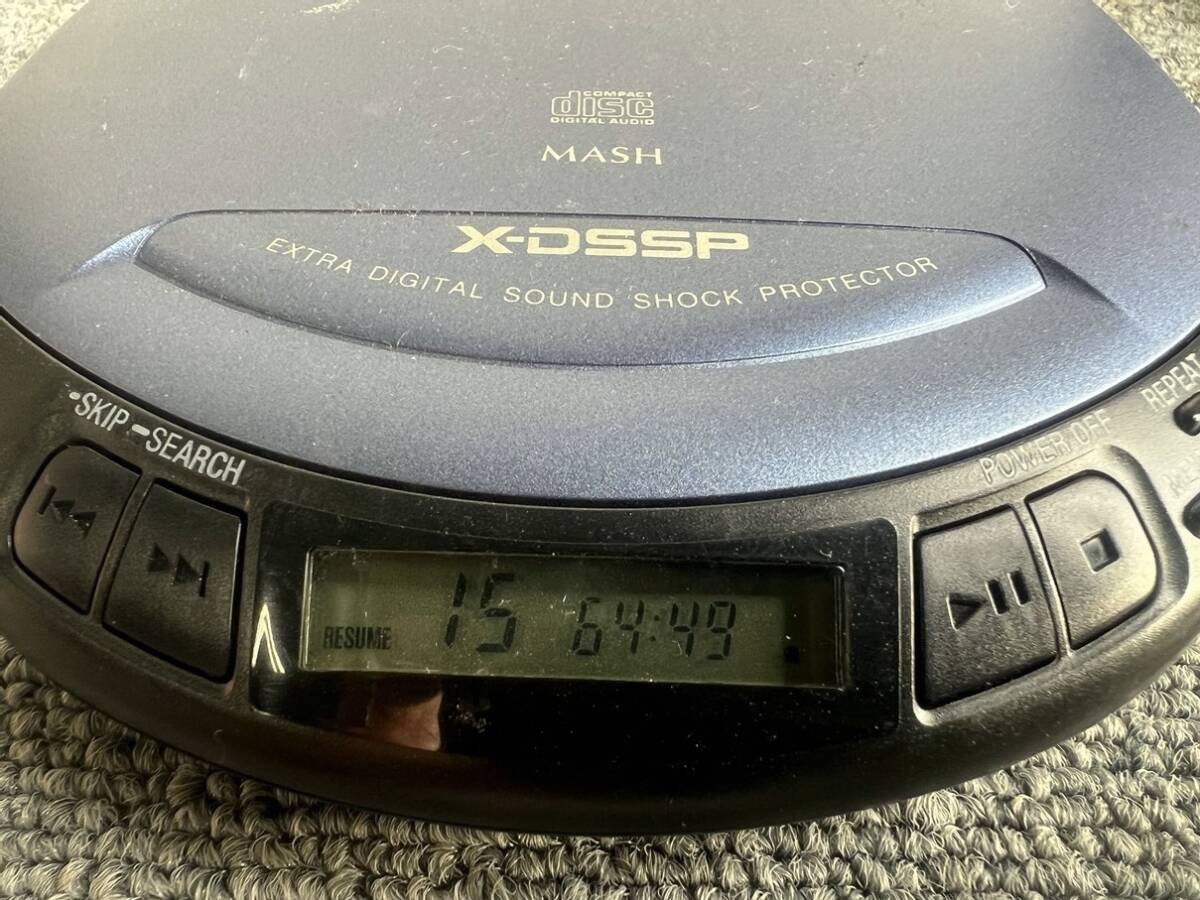 COMPACT
disc
DIGITAL AUDIO
MASH
X-DSSP
EXTRA DIGITAL SOUND SHOCK PROTECTOR
SKIP SEARCH
POWER OFF
REPEAT
RESUME 15 64:49